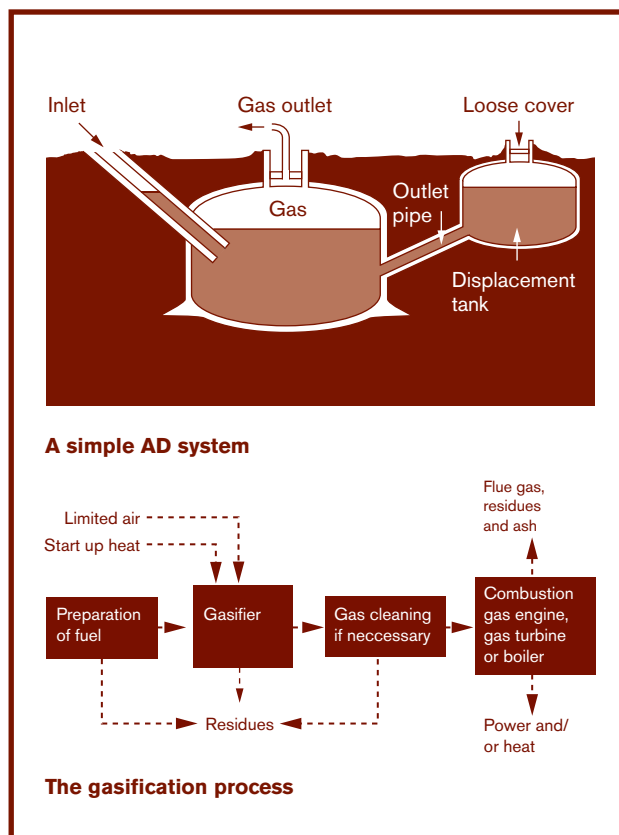 Inlet
Gas outlet
Loose cover
Outlet
pipe
Gas
Displacement
tank
A simple AD system
Flue gas,
residues
and ash
Limited air
Start up heat
Preparation
of fuel
Gasifier
Gas cleaning
if neccessary
Combustion
gas engine,
gas turbine
or boiler
Residues
Power and/
or heat
The gasification process